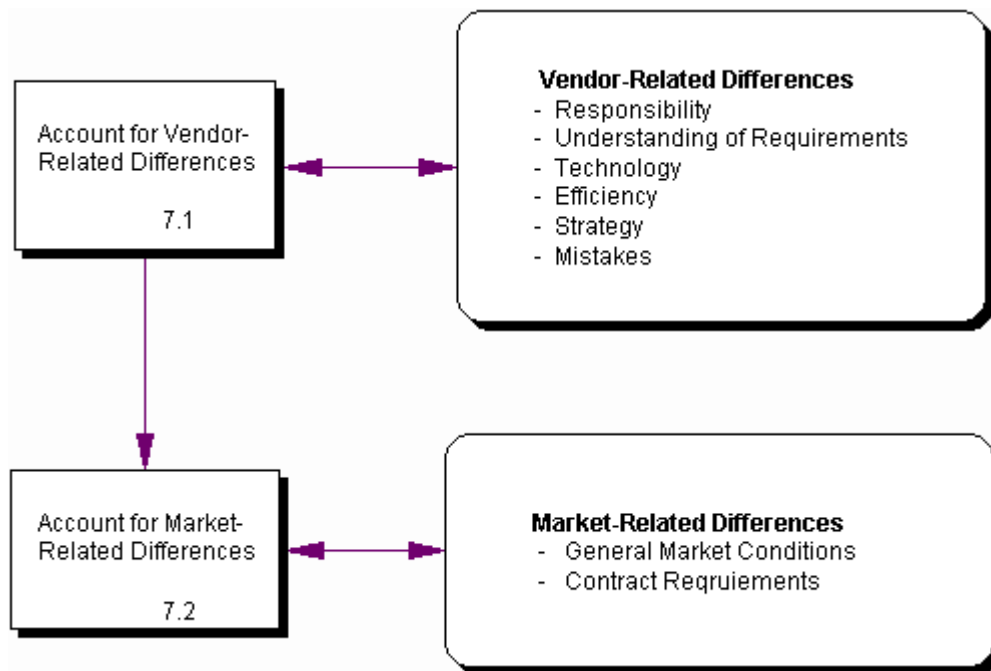 Account for Vendor-
Related Differences
7.1
Vendor-Related Differences
- Responsibility
- Understanding of Requirements
- Technology
- Efficiency
- Strategy
- Mistakes
Account for Market-
Related Differences
7.2
Market-Related Differences
- General Market Conditions
- Contract Reqruiements